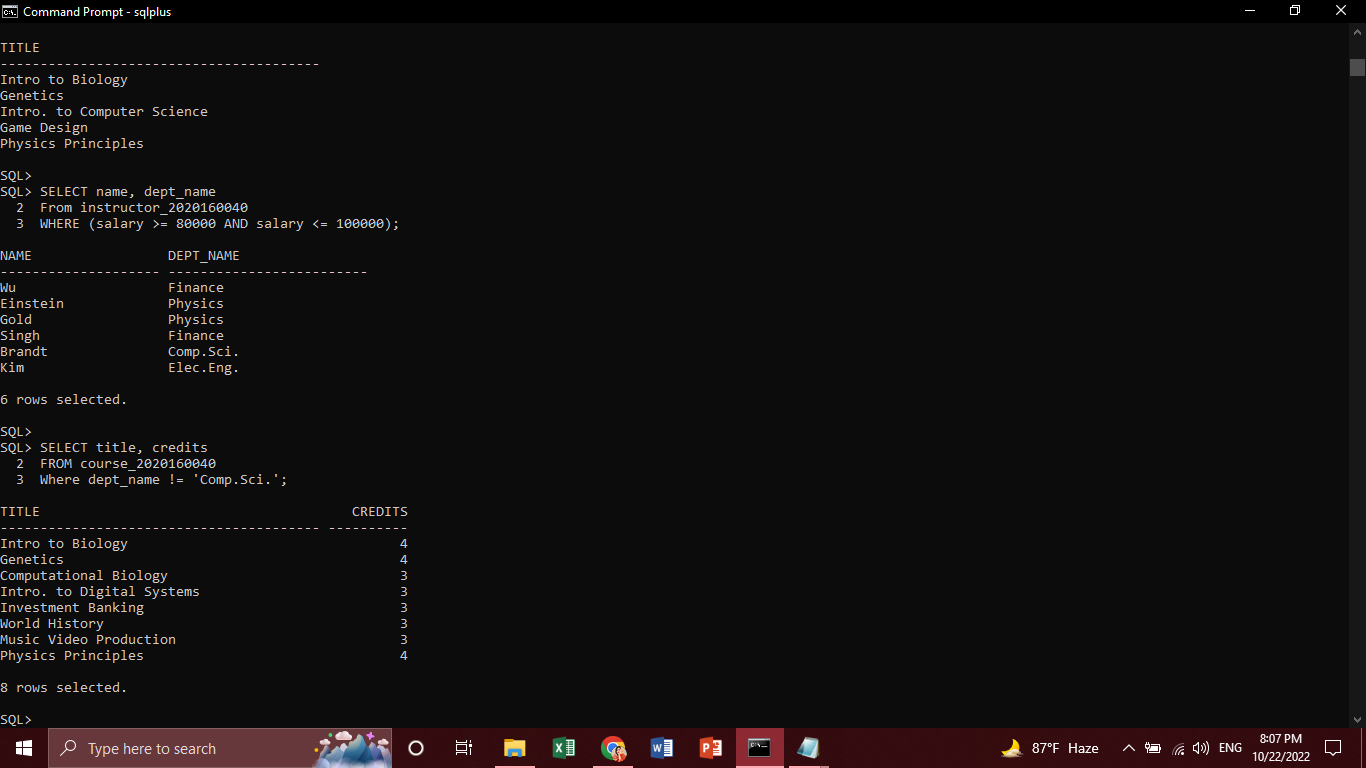 Command Prompt - sqlplus
TITLE
----------------------------------------
Intro to Biology
Genetics
Intro. to Computer Science
Game Design
Physics Principles
SQL>
SQL> SELECT name, dept_name
  2  From instructor_2020160040
  3  WHERE (salary >= 80000 AND salary <= 100000);
NAME                 DEPT_NAME
-------------------- -------------------------
Wu                   Finance
Einstein             Physics
Gold                 Physics
Singh                Finance
Brandt               Comp.Sci.
Kim                  Elec.Eng.
6 rows selected.
SQL>
SQL> SELECT title, credits
  2  FROM course_2020160040
  3  Where dept_name != 'Comp.Sci.';
TITLE                                       CREDITS
---------------------------------------- ----------
Intro to Biology                                  4
Genetics                                          4
Computational Biology                             3
Intro. to Digital Systems                         3
Investment Banking                                3
World History                                     3
Music Video Production                            3
Physics Principles                                4
8 rows selected.
SQL>
Type here to search
87°F Haze
ENG
8:07 PM
10/22/2022